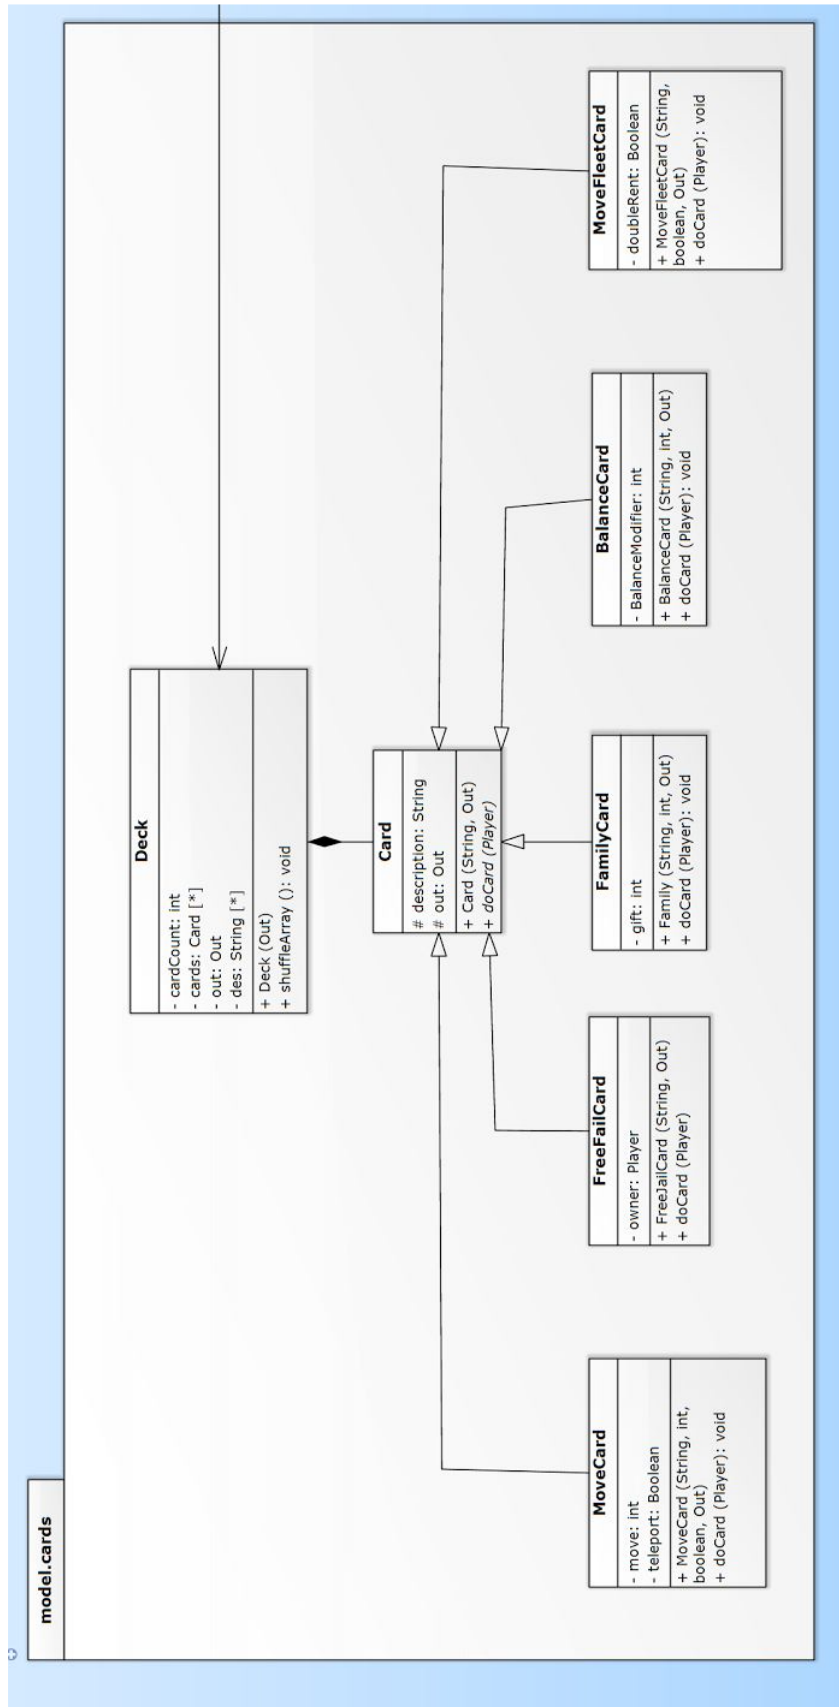 model.cards
Deck
- cardCount: int
- cards: Card [*]
- out: Out
- des: String [*]
+ Deck (Out)
+ shuffleArray (): void
Card
# description: String
# out: Out
+ Card (String, Out)
+ doCard (Player)
MoveCard
- move: int
- teleport: Boolean
+ MoveCard (String, int,
boolean, Out)
+ doCard (Player): void
FreeFailCard
- owner: Player
+ FreeJailCard (String, Out)
+ doCard (Player)
FamilyCard
- gift: int
+ Family (String, int, Out)
+ doCard (Player): void
BalanceCard
- BalanceModifier: int
+ BalanceCard (String, int, Out)
+ doCard (Player): void
MoveFleetCard
- doubleRent: Boolean
+ MoveFleetCard (String,
boolean, Out)
+ doCard (Player): void